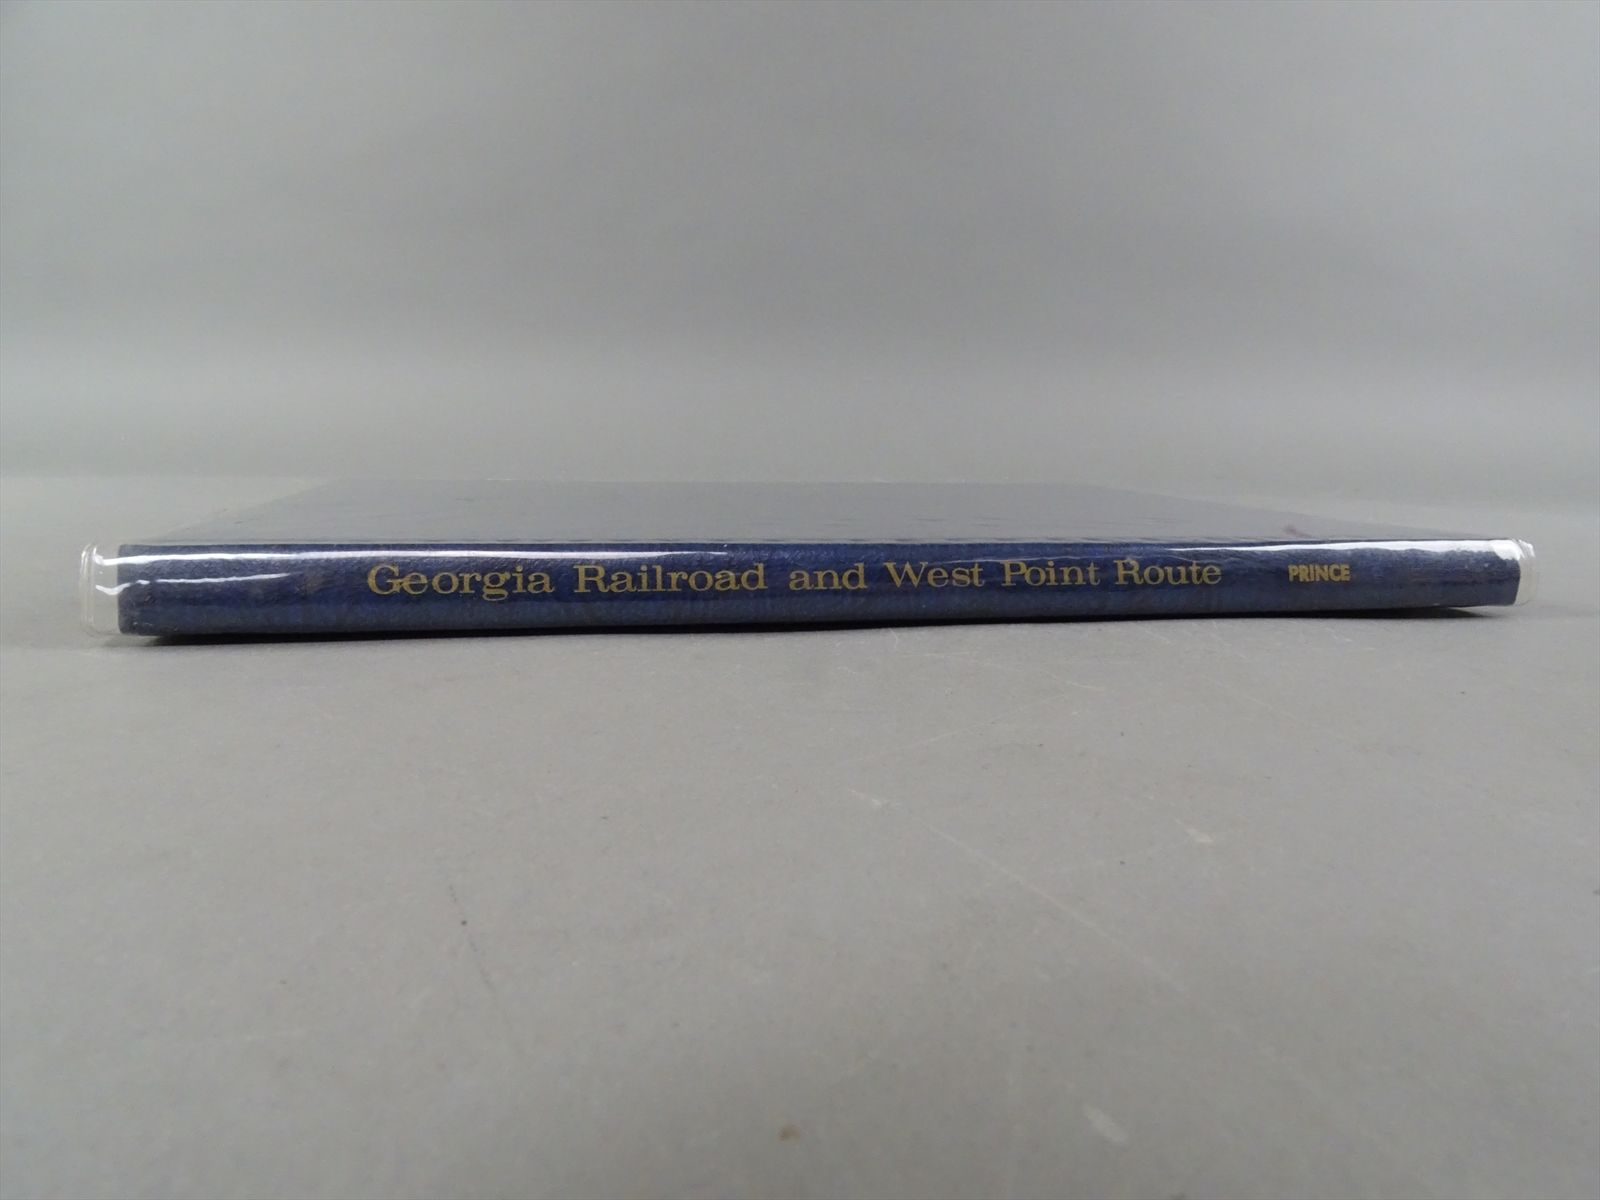 Georgia Railroad and West Point Route PRINCE